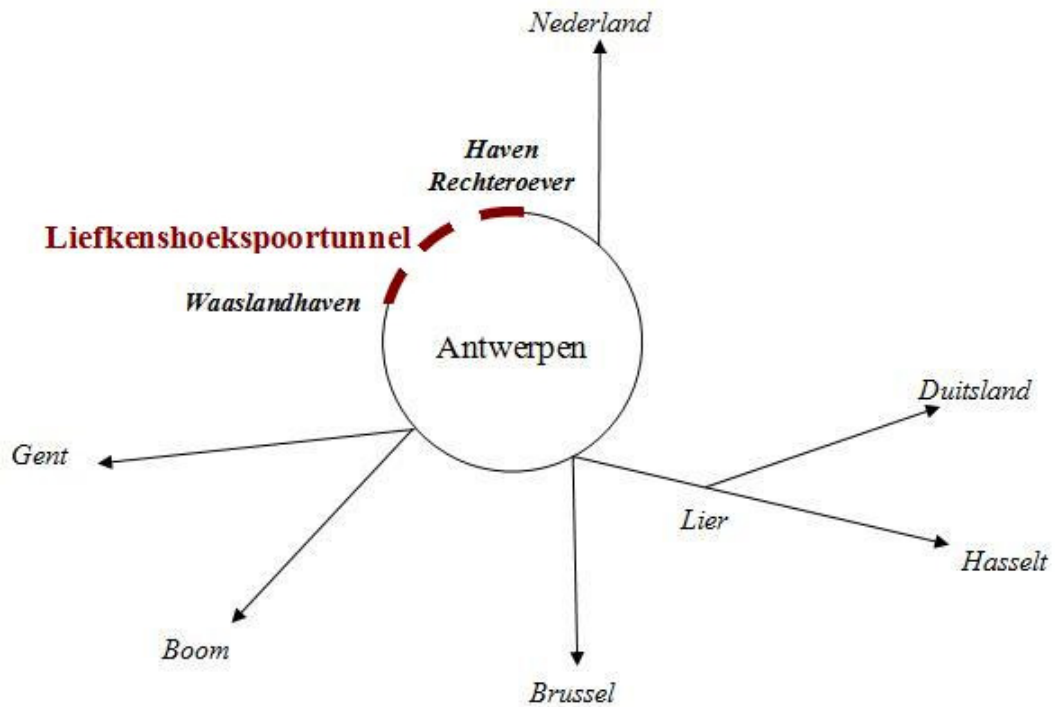 Nederland
Haven
Rechteroever
Liefkenshoekspoortunnel
Waaslandhaven
Antwerpen
Duitsland
Gent
Lier
Hasselt
Boom
Brussel